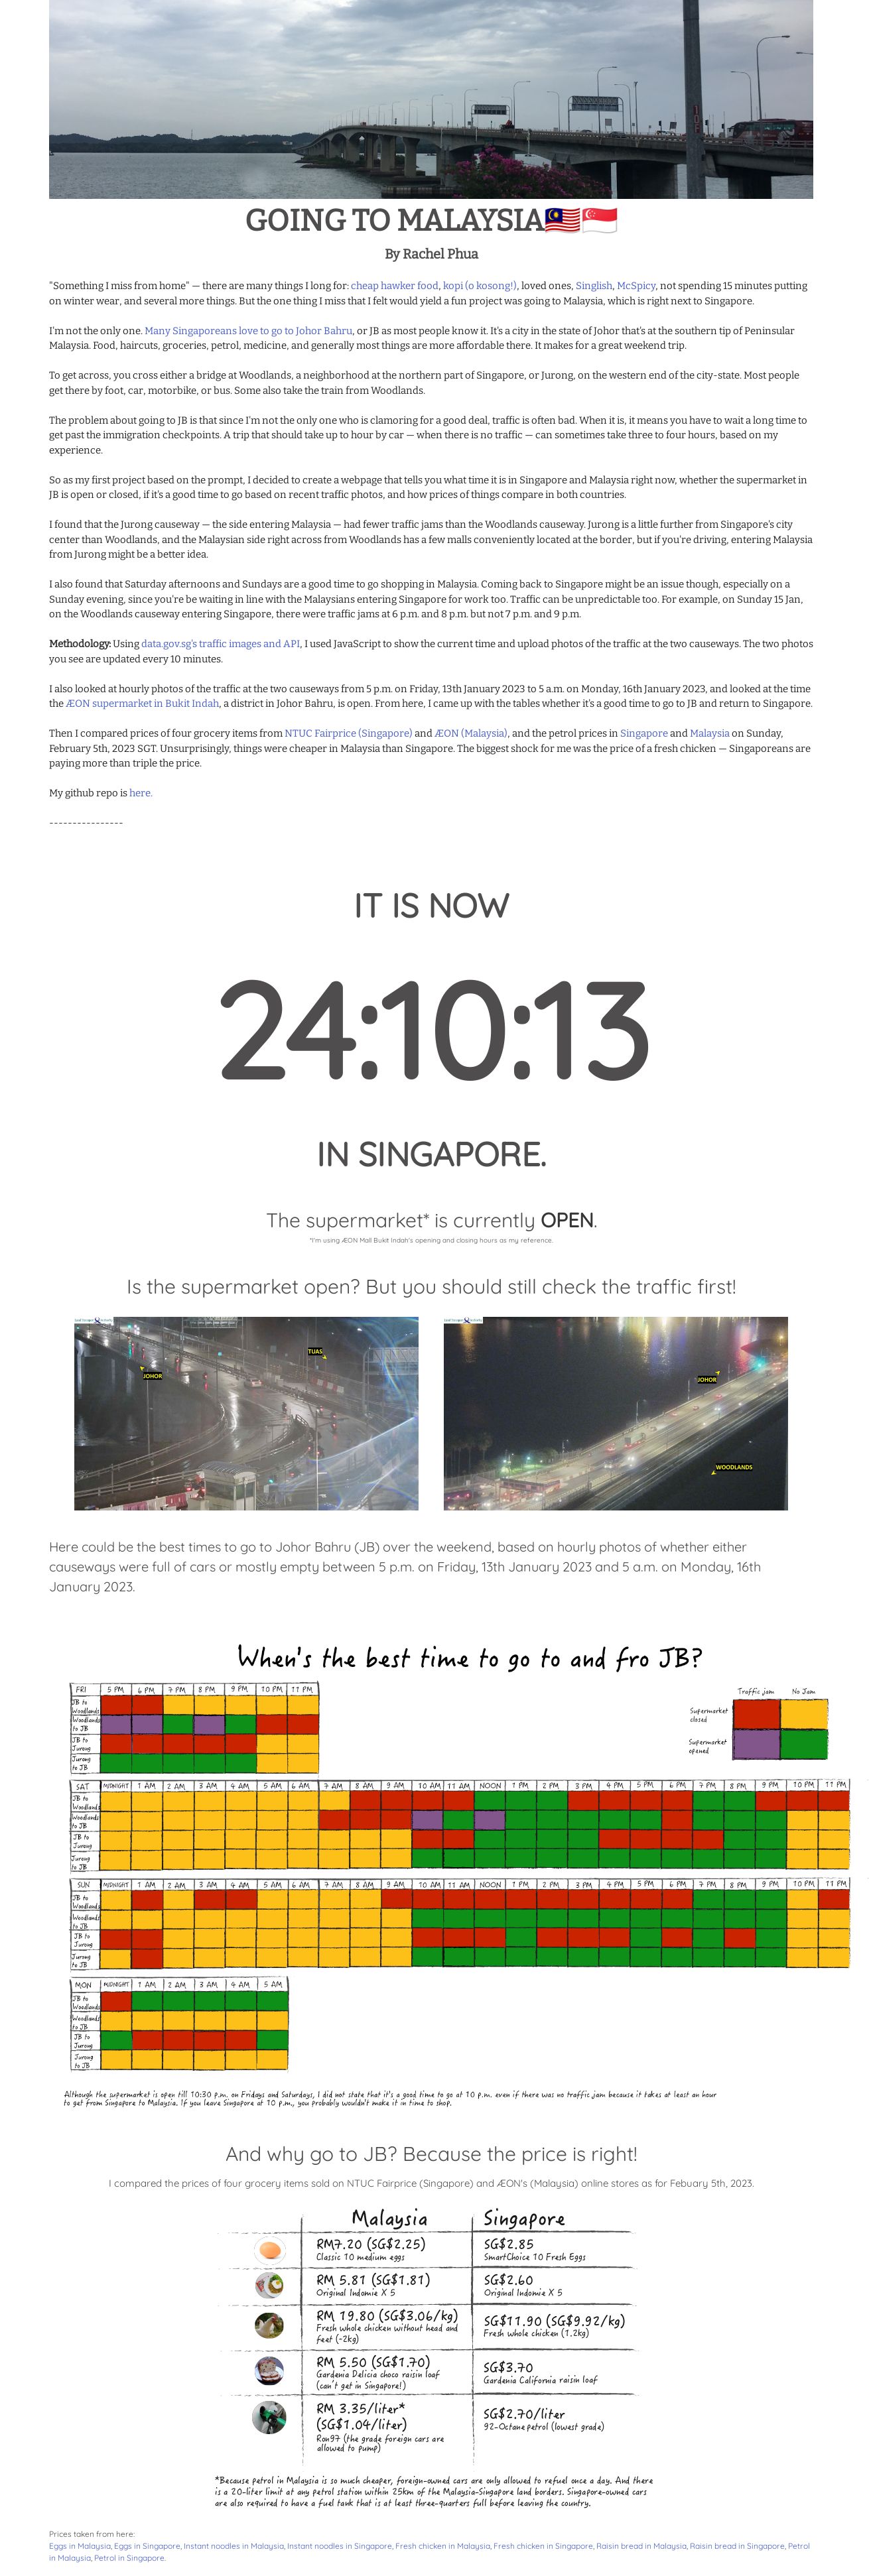 GOING TO MALAYSIA🇲🇾🇸🇬
By Rachel Phua
"Something I miss from home" — there are many things I long for: cheap hawker food, kopi (o kosong!), loved ones, Singlish, McSpicy, not spending 15 minutes putting
on winter wear, and several more things. But the one thing I miss that I felt would yield a fun project was going to Malaysia, which is right next to Singapore.
I'm not the only one. Many Singaporeans love to go to Johor Bahru, or JB as most people know it. It's a city in the state of Johor that's at the southern tip of Peninsular
Malaysia. Food, haircuts, groceries, petrol, medicine, and generally most things are more affordable there. It makes for a great weekend trip.
To get across, you cross either a bridge at Woodlands, a neighborhood at the northern part of Singapore, or Jurong, on the western end of the city-state. Most people
get there by foot, car, motorbike, or bus. Some also take the train from Woodlands.
The problem about going to JB is that since I'm not the only one who is clamoring for a good deal, traffic is often bad. When it is, it means you have to wait a long time to
get past the immigration checkpoints. A trip that should take up to hour by car — when there is no traffic — can sometimes take three to four hours, based on my
experience.
So as my first project based on the prompt, I decided to create a webpage that tells you what time it is in Singapore and Malaysia right now, whether the supermarket in
JB is open or closed, if it's a good time to go based on recent traffic photos, and how prices of things compare in both countries.
I found that the Jurong causeway — the side entering Malaysia — had fewer traffic jams than the Woodlands causeway. Jurong is a little further from Singapore's city
center than Woodlands, and the Malaysian side right across from Woodlands has a few malls conveniently located at the border, but if you're driving, entering Malaysia
from Jurong might be a better idea.
I also found that Saturday afternoons and Sundays are a good time to go shopping in Malaysia. Coming back to Singapore might be an issue though, especially on a
Sunday evening, since you're be waiting in line with the Malaysians entering Singapore for work too. Traffic can be unpredictable too. For example, on Sunday 15 Jan,
on the Woodlands causeway entering Singapore, there were traffic jams at 6 p.m. and 8 p.m. but not 7 p.m. and 9 p.m.
Methodology: Using data.gov.sg's traffic images and API, I used JavaScript to show the current time and upload photos of the traffic at the two causeways. The two photos
you see are updated every 10 minutes.
I also looked at hourly photos of the traffic at the two causeways from 5 p.m. on Friday, 13th January 2023 to 5 a.m. on Monday, 16th January 2023, and looked at the time
the ÆON supermarket in Bukit Indah, a district in Johor Bahru, is open. From here, I came up with the tables whether it's a good time to go to JB and return to Singapore.
Then I compared prices of four grocery items from NTUC Fairprice (Singapore) and ÆON (Malaysia), and the petrol prices in Singapore and Malaysia on Sunday,
February 5th, 2023 SGT. Unsurprisingly, things were cheaper in Malaysia than Singapore. The biggest shock for me was the price of a fresh chicken — Singaporeans are
paying more than triple the price.
My github repo is here.
----------------
IT IS NOW
24:10:13
IN SINGAPORE.
The supermarket* is currently OPEN.
*I'm using ÆON Mall Bukit Indah's opening and closing hours as my reference.
Is the supermarket open? But you should still check the traffic first!
JOHOR TUAS
JOHOR
WOODLANDS
Here could be the best times to go to Johor Bahru (JB) over the weekend, based on hourly photos of whether either
causeways were full of cars or mostly empty between 5 p.m. on Friday, 13th January 2023 and 5 a.m. on Monday, 16th
January 2023.
When's the best time to go to and fro JB?
Traffic jam No Jam
Supermarket
closed
Supermarket
opened
FRI 5 PM 6 PM 7 PM 8 PM 9 PM 10 PM 11 PM
JB to
Woodlands
Woodlands
to JB
JB to
Jurong
Jurong
to JB
SAT MIDNIGHT 1 AM 2 AM 3 AM 4 AM 5 AM 6 AM 7 AM 8 AM 9 AM 10 AM 11 AM NOON 1 PM 2 PM 3 PM 4 PM 5 PM 6 PM 7 PM 8 PM 9 PM 10 PM 11 PM
JB to
Woodlands
Woodlands
to JB
JB to
Jurong
Jurong
to JB
SUN MIDNIGHT 1 AM 2 AM 3 AM 4 AM 5 AM 6 AM 7 AM 8 AM 9 AM 10 AM 11 AM NOON 1 PM 2 PM 3 PM 4 PM 5 PM 6 PM 7 PM 8 PM 9 PM 10 PM 11 PM
JB to
Woodlands
Woodlands
to JB
JB to
Jurong
Jurong
to JB
MON MIDNIGHT 1 AM 2 AM 3 AM 4 AM 5 AM
JB to
Woodlands
Woodlands
to JB
JB to
Jurong
Jurong
to JB
Although the supermarket is open till 10:30 p.m. on Fridays and Saturdays, I did not state that it's a good time to go at 10 p.m. even if there was no traffic jam because it takes at least an hour
to get from Singapore to Malaysia. If you leave Singapore at 10 p.m., you probably wouldn't make it in time to shop.
And why go to JB? Because the price is right!
I compared the prices of four grocery items sold on NTUC Fairprice (Singapore) and ÆON's (Malaysia) online stores as for Febuary 5th, 2023.
Malaysia Singapore
RM7.20 (SG$2.25)
Classic 10 medium eggs
SG$2.85
SmartChoice 10 Fresh Eggs
RM 5.81 (SG$1.81)
Original Indomie X 5
SG$2.60
Original Indomie X 5
RM 19.80 (SG$3.06/kg)
Fresh whole chicken without head and
feet (~2kg)
SG$11.90 (SG$9.92/kg)
Fresh whole chicken (1.2kg)
RM 5.50 (SG$1.70)
Gardenia Delicia choco raisin loaf
(can't get in Singapore!)
SG$3.70
Gardenia California raisin loaf
RM 3.35/liter*
(SG$1.04/liter)
Ron97 (the grade foreign cars are
allowed to pump)
SG$2.70/liter
92-Octane petrol (lowest grade)
*Because petrol in Malaysia is so much cheaper, foreign-owned cars are only allowed to refuel once a day. And there
is a 20-liter limit at any petrol station within 25km of the Malaysia-Singapore land borders. Singapore-owned cars
are also required to have a fuel tank that is at least three-quarters full before leaving the country.
Prices taken from here:
Eggs in Malaysia, Eggs in Singapore, Instant noodles in Malaysia, Instant noodles in Singapore, Fresh chicken in Malaysia, Fresh chicken in Singapore, Raisin bread in Malaysia, Raisin bread in Singapore, Petrol
in Malaysia, Petrol in Singapore.